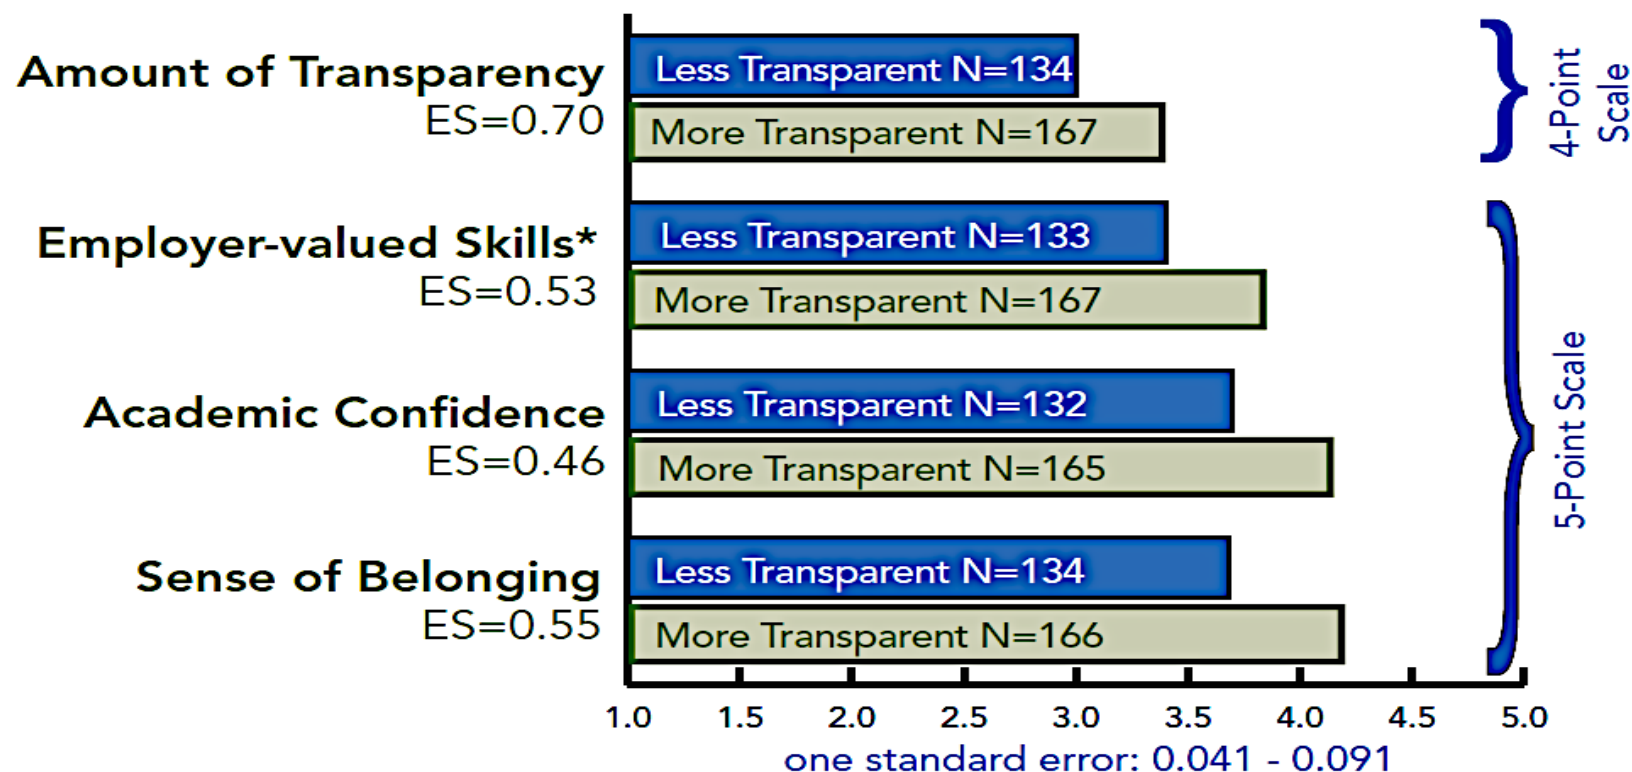 Amount of Transparency
ES=0.70
Less Transparent N=134
More Transparent N=167
4-Point
Scale
Employer-valued Skills*
ES=0.53
Less Transparent N=133
More Transparent N=167
Academic Confidence
ES=0.46
Less Transparent N=132
More Transparent N=165
5-Point Scale
Sense of Belonging
ES=0.55
Less Transparent N=134
More Transparent N=166
1.0 1.5 2.0 2.5 3.0 3.5 4.0 4.5 5.0
one standard error: 0.041 - 0.091